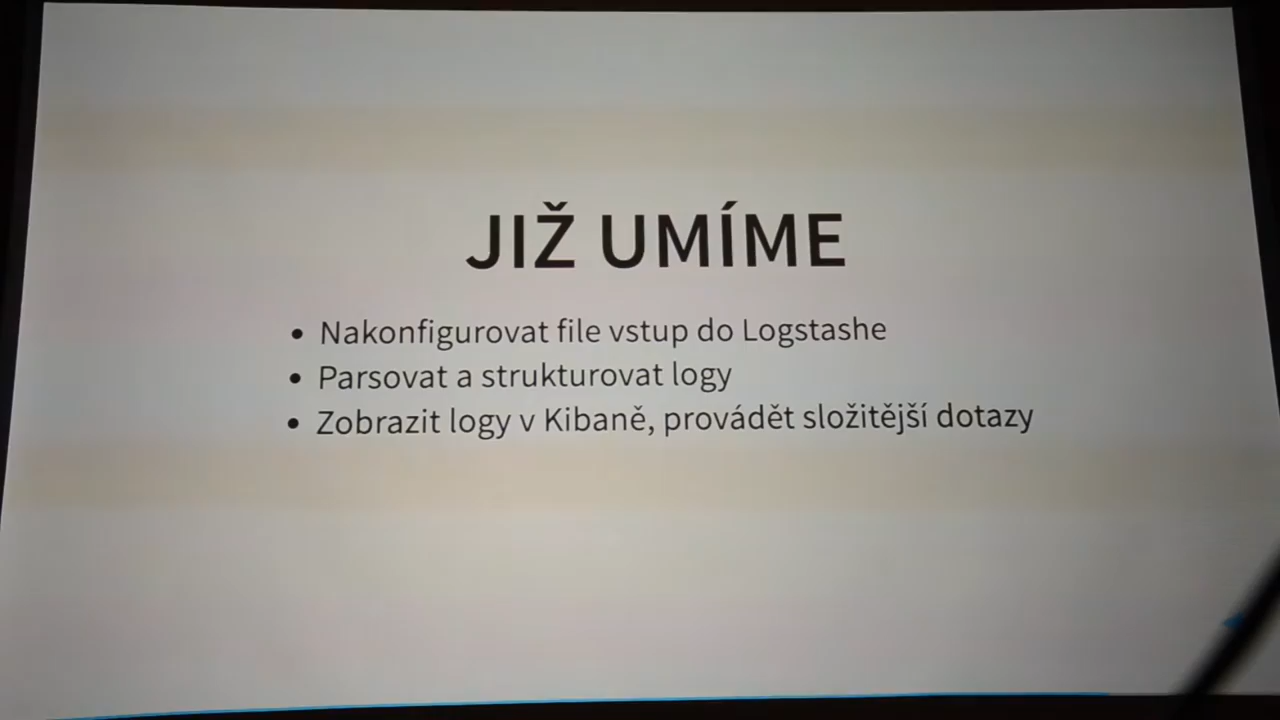 JIŽ UMÍME
• Nakonfigurovat file vstup do Logstashe
• Parsovat a strukturovat logy
• Zobrazit logy v Kibaně, provádět složitější dotazy